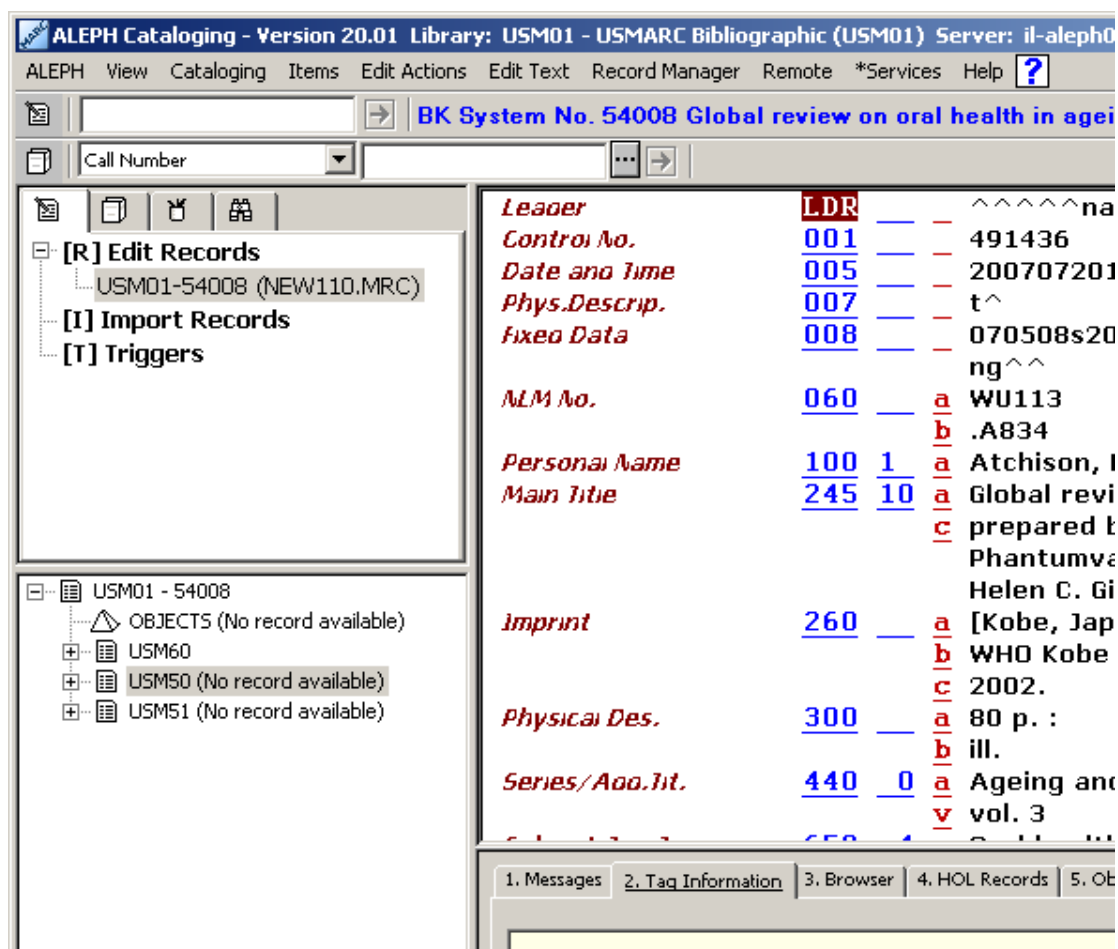 ALEPH Cataloging - Version 20.01 Library: USM01 - USMARC Bibliographic (USM01) Server: il-aleph0
ALEPH View Cataloging Items Edit Actions Edit Text Record Manager Remote *Services Help ?
BK System No. 54008 Global review on oral health in agei
Call Number ...
[R] Edit Records
USM01-54008 (NEW110.MRC)
[I] Import Records
[T] Triggers
USM01 - 54008
OBJECTS (No record available)
USM60
USM50 (No record available)
USM51 (No record available)
Leader LDR ^^^^^na
Control No. 001 491436
Date and Time 005 200707201
Phys.Descrip. 007 t^
Fixed Data 008 070508s20
ng^^
NLM No. 060 a WU113
b .A834
Personal Name 100 1 a Atchison,
Main Title 245 10 a Global revi
c prepared b
Phantumva
Helen C. Gi
Imprint 260 a [Kobe, Jap
b WHO Kobe
c 2002.
Physical Des. 300 a 80 p. :
b ill.
Series/Add.Tit. 440 0 a Ageing and
v vol. 3
1. Messages 2. Tag Information 3. Browser 4. HOL Records 5. Ob